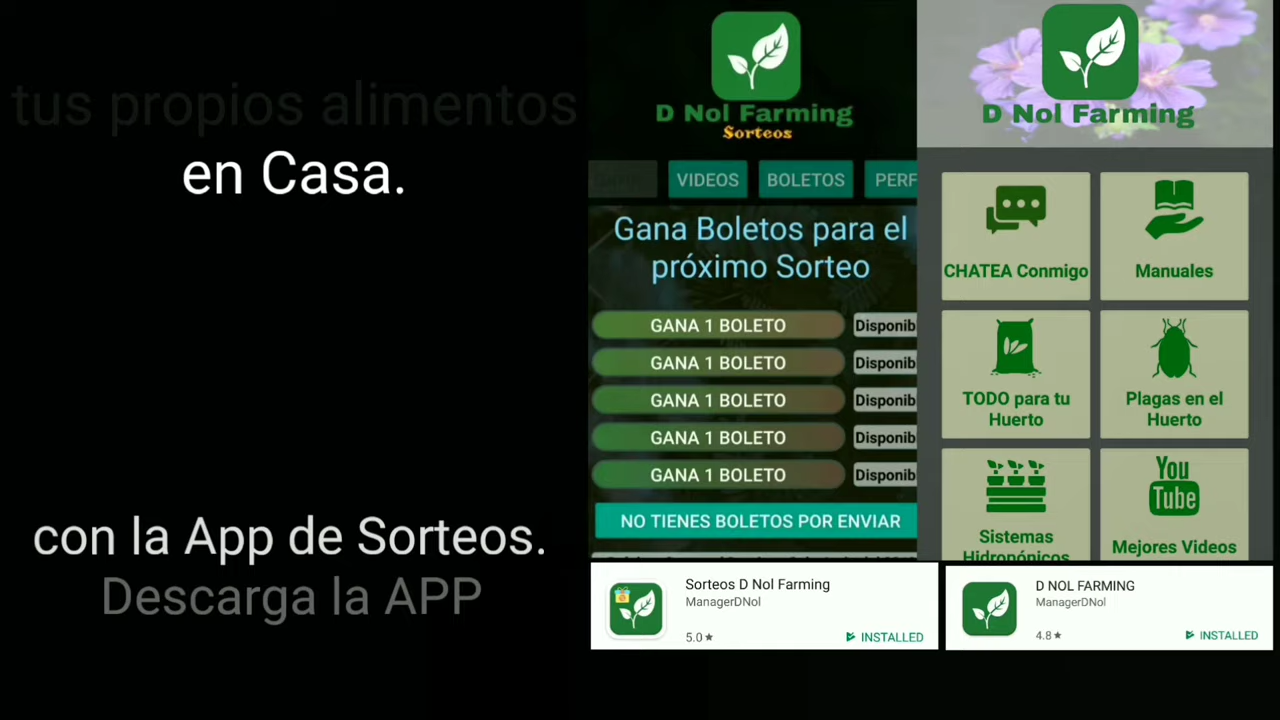 tus propios alimentos
en Casa.
con la App de Sorteos.
Descarga la APP
D Nol Farming
Sorteos
VIDEOS
BOLETOS
PERF
Gana Boletos para el
próximo Sorteo
GANA 1 BOLETO
Disponib
GANA 1 BOLETO
Disponib
GANA 1 BOLETO
Disponib
GANA 1 BOLETO
Disponib
GANA 1 BOLETO
Disponib
NO TIENES BOLETOS POR ENVIAR
Sorteos D Nol Farming
ManagerDNol
5.0★
INSTALLED
D Nol Farming
CHATEA Conmigo
Manuales
TODO para tu
Huerto
Plagas en el
Huerto
Sistemas
Hidropónicos
You
Tube
Mejores Videos
D NOL FARMING
ManagerDNol
4.8★
INSTALLED